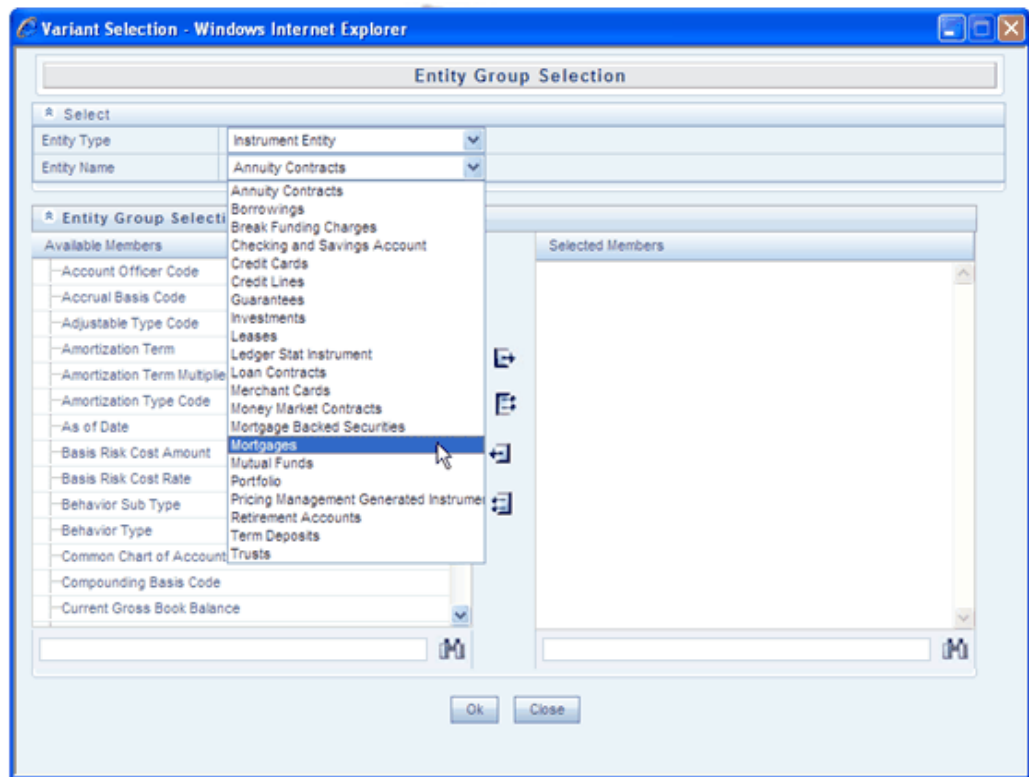 Variant Selection - Windows Internet Explorer
Entity Group Selection
Select
Entity Type
Instrument Entity
Entity Name
Annuity Contracts
Annuity Contracts
Borrowings
Break Funding Charges
Checking and Savings Account
Credit Cards
Credit Lines
Guarantees
Investments
Leases
Ledger Stat Instrument
Loan Contracts
Merchant Cards
Money Market Contracts
Mortgage Backed Securities
Mortgages
Mutual Funds
Portfolio
Pricing Management Generated Instrume
Retirement Accounts
Term Deposits
Trusts
Entity Group Selecti
Available Members
Account Officer Code
Accrual Basis Code
Adjustable Type Code
Amortization Term
Amortization Term Multiplie
Amortization Type Code
As of Date
Basis Risk Cost Amount
Basis Risk Cost Rate
Behavior Sub Type
Behavior Type
Common Chart of Account
Compounding Basis Code
Current Gross Book Balance
Selected Members
Ok
Close